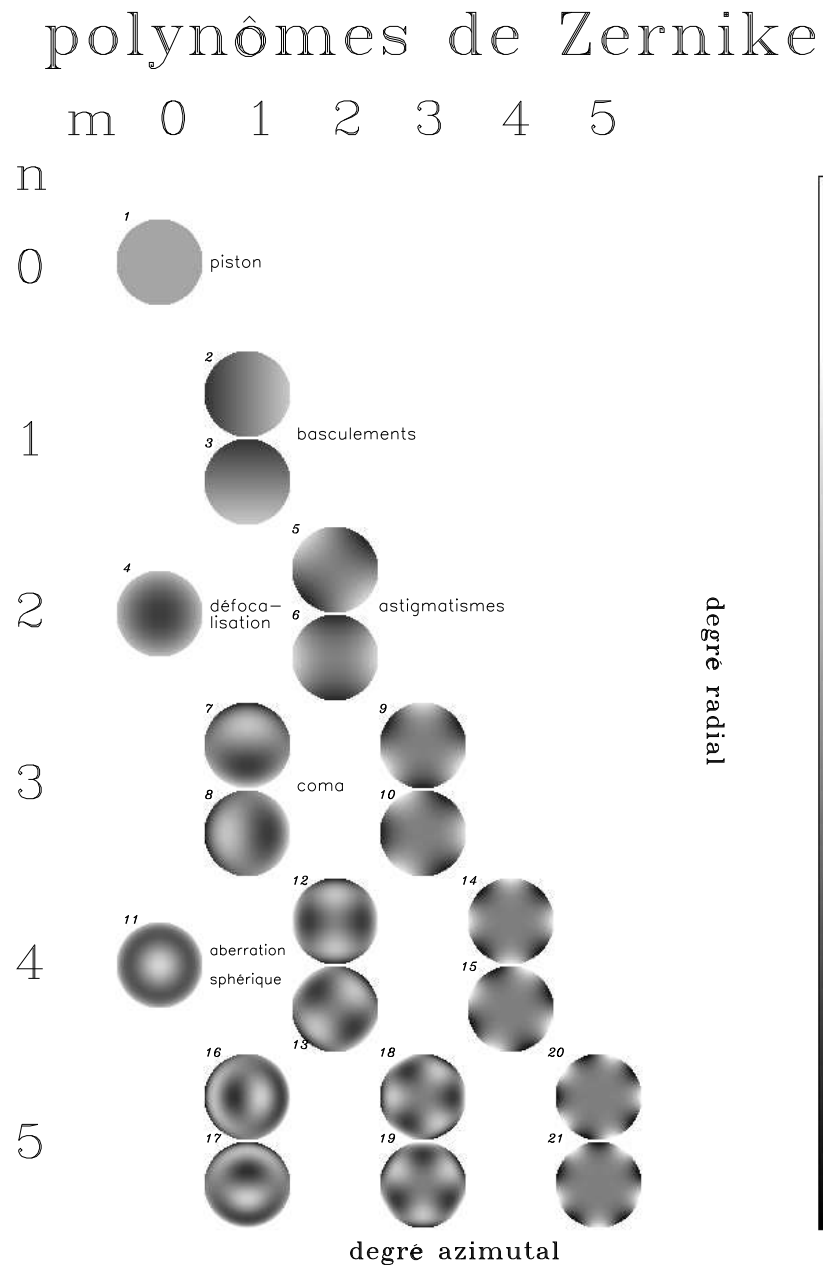 polynômes de Zernike
m 0 1 2 3 4 5
n
1
0 piston
2
1 basculements
3
5
4
2 défoca-
lisation
astigmatismes
6
7 9
3 coma
8 10
12 14
11
4 aberration
sphérique
15
13
16 18 20
5
17 19 21
degré radial
degré azimutal